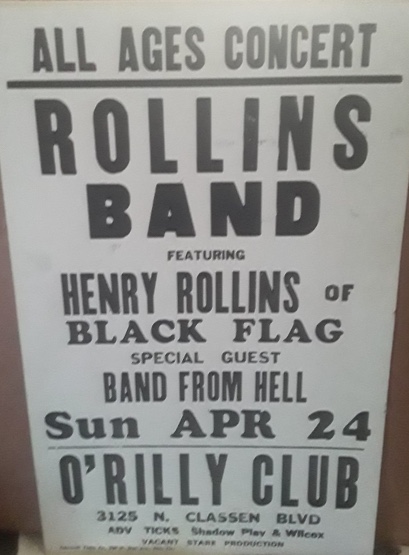 ALL AGES CONCERT
ROLLINS
BAND
FEATURING
HENRY ROLLINS OF
BLACK FLAG
SPECIAL GUEST
BAND FROM HELL
Sun APR 24
O'RILLY CLUB
3125 N. CLASSEN BLVD
ADV TICKS Shadow Play & Wilcox
VACANT STARE PRODUCTION